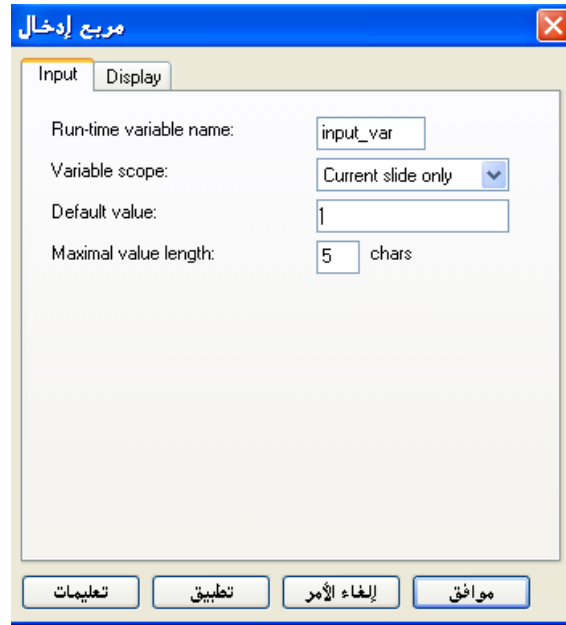 مربع إدخال
Input Display
Run-time variable name: input_var
Variable scope: Current slide only
Default value: 1
Maximal value length: 5 chars
موافق إلغاء الأمر تطبيق تعليمات